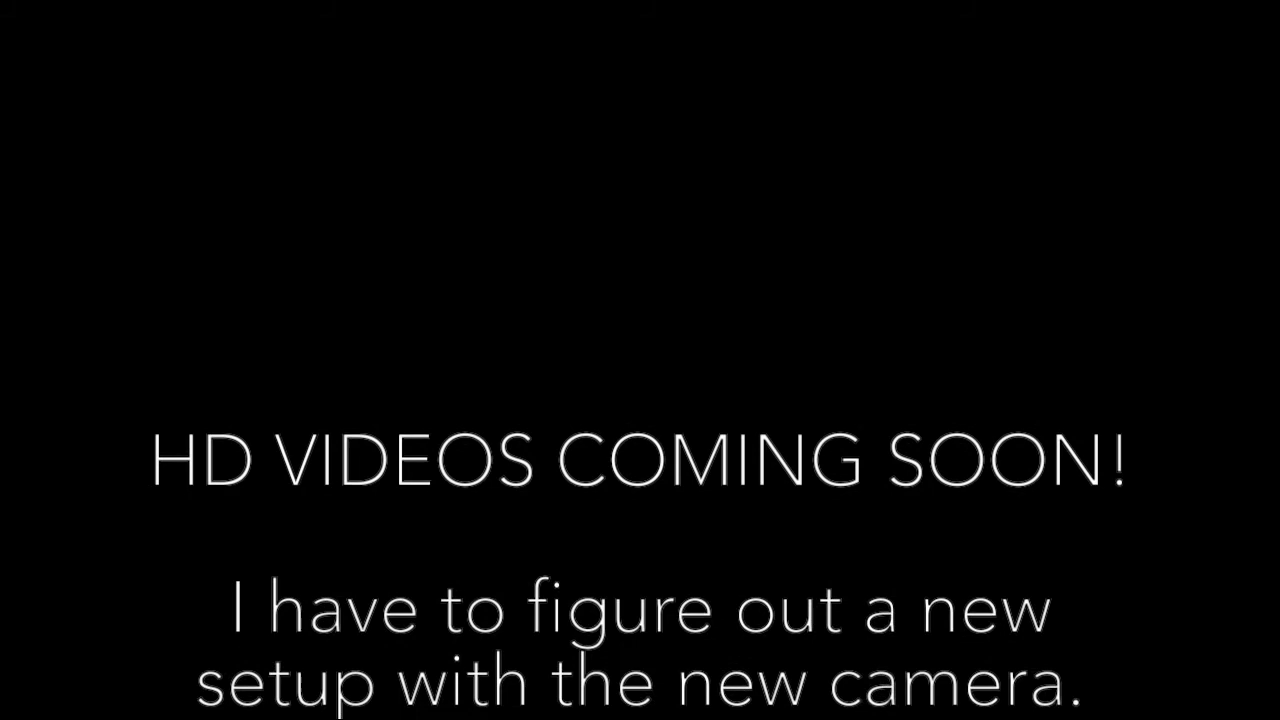 HD VIDEOS COMING SOON!
I have to figure out a new
setup with the new camera.